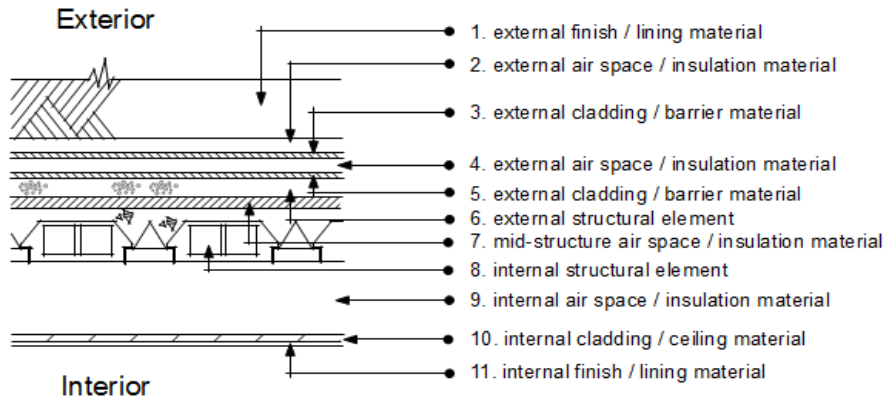 Exterior
1. external finish / lining material
2. external air space / insulation material
3. external cladding / barrier material
4. external air space / insulation material
5. external cladding / barrier material
6. external structural element
7. mid-structure air space / insulation material
8. internal structural element
9. internal air space / insulation material
10. internal cladding / ceiling material
11. internal finish / lining material
Interior